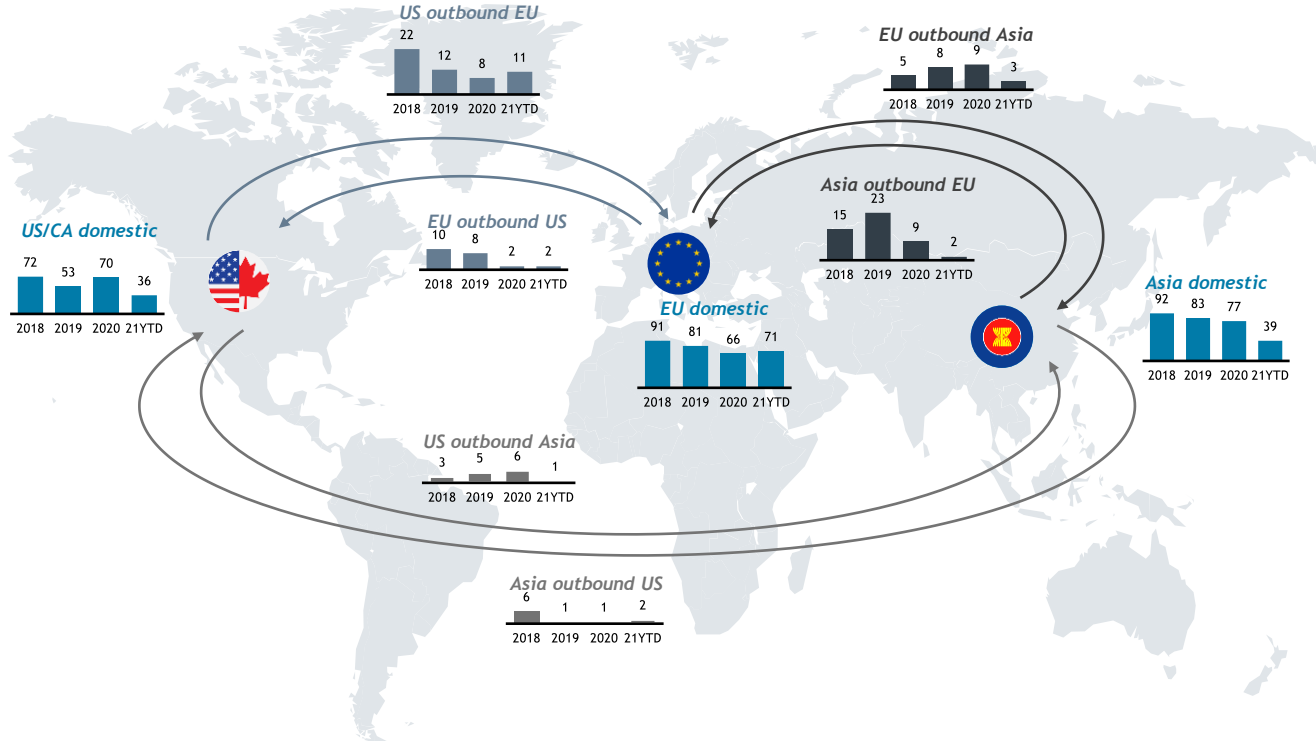 US outbound EU
22
12
8
11
2018 2019 2020 21YTD
EU outbound Asia
5
8
9
3
2018 2019 2020 21YTD
Asia outbound EU
15
23
9
2
2018 2019 2020 21YTD
EU outbound US
10
8
2
2
2018 2019 2020 21YTD
US/CA domestic
72
53
70
36
2018 2019 2020 21YTD
EU domestic
91
81
66
71
2018 2019 2020 21YTD
Asia domestic
92
83
77
39
2018 2019 2020 21YTD
US outbound Asia
3
5
6
1
2018 2019 2020 21YTD
Asia outbound US
6
1
1
2
2018 2019 2020 21YTD